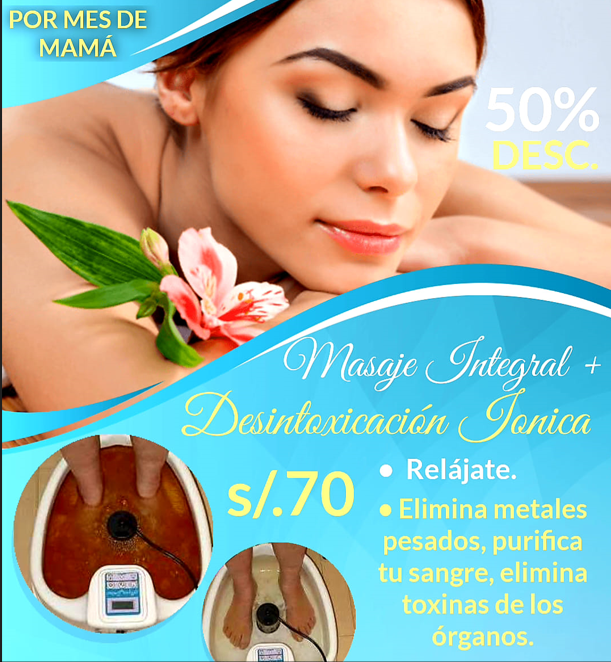 POR MES DE
MAMÁ
50%
DESC.
Masaje Integral +
Desintoxicación Ionica
s/.70
• Relájate.
• Elimina metales
pesados, purifica
tu sangre, elimina
toxinas de los
órganos.